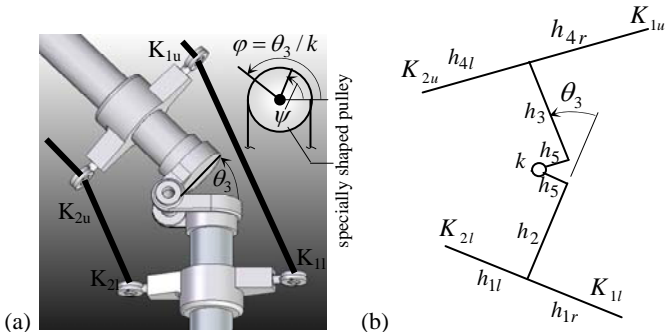 (a)
K1u
φ = θ3 / k
ψ
specially shaped pulley
θ3
K2u
K2l
K1l
(b)
K1u
h4r
h4l
K2u
θ3
h3
h5
k
h5
h2
K2l
h1l
K1l
h1r